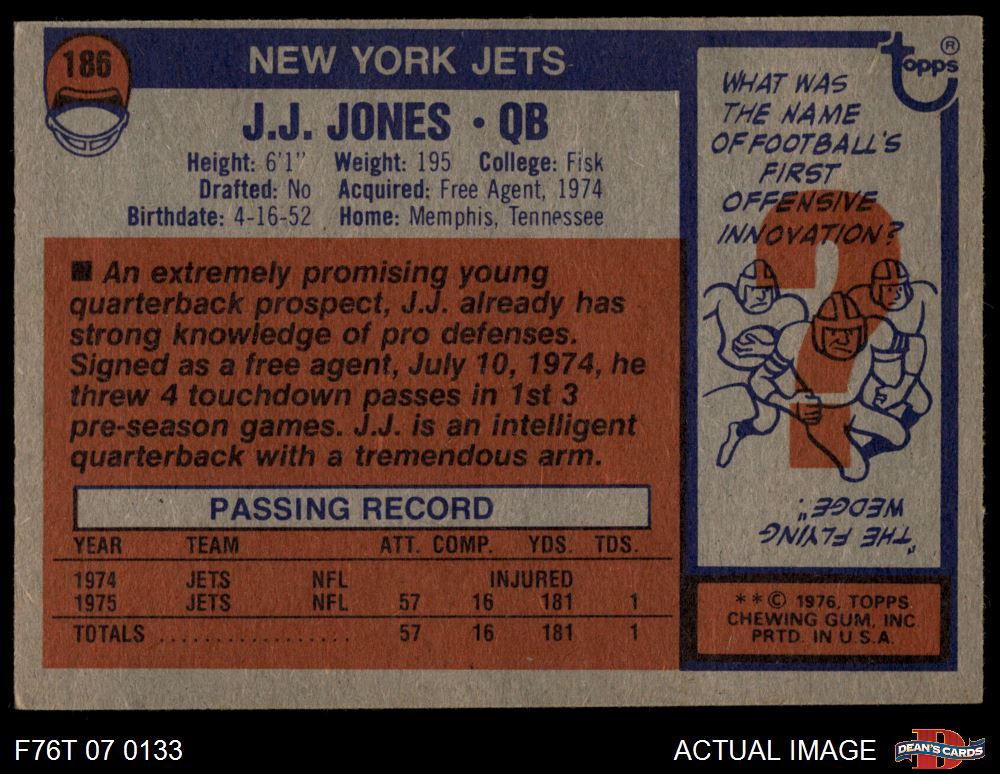 186
NEW YORK JETS
J.J. JONES • QB
Height: 6'1" Weight: 195 College: Fisk
Drafted: No Acquired: Free Agent, 1974
Birthdate: 4-16-52 Home: Memphis, Tennessee
■ An extremely promising young
quarterback prospect, J.J. already has
strong knowledge of pro defenses.
Signed as a free agent, July 10, 1974, he
threw 4 touchdown passes in 1st 3
pre-season games. J.J. is an intelligent
quarterback with a tremendous arm.
PASSING RECORD
YEAR TEAM ATT. COMP. YDS. TDS.
1974 JETS NFL INJURED
1975 JETS NFL 57 16 181 1
TOTALS .................. 57 16 181 1
topps ®
WHAT WAS
THE NAME
OF FOOTBALL'S
FIRST
OFFENSIVE
INNOVATION?
?
"THE FLYING
WEDGE".
** © 1976, TOPPS
CHEWING GUM, INC
PRTD. IN U.S.A.
F76T 07 0133
ACTUAL IMAGE
D
DEAN'S CARDS